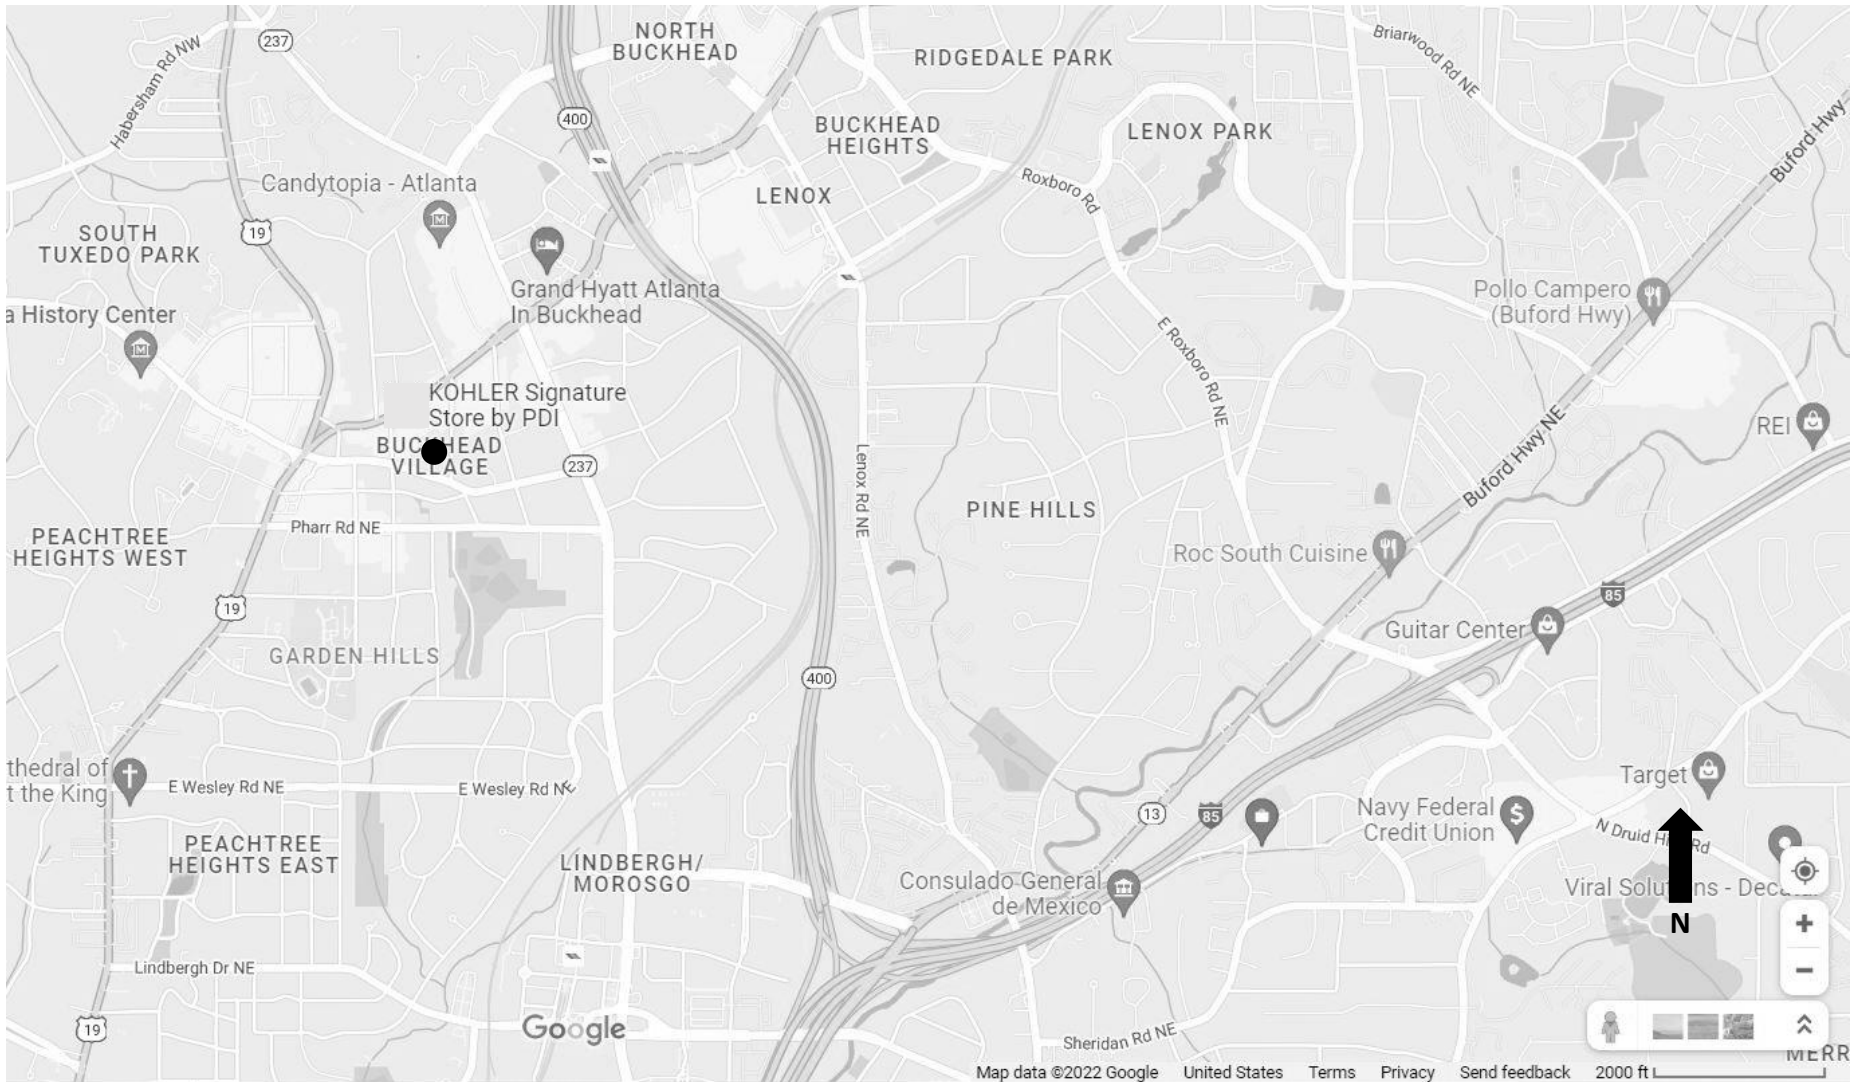 237
NORTH
BUCKHEAD
RIDGEDALE PARK
Briarwood Rd NE
Habersham Rd NW
400
BUCKHEAD
HEIGHTS
LENOX PARK
Buford Hwy
Candytopia - Atlanta
LENOX
Roxboro Rd
19
SOUTH
TUXEDO PARK
Grand Hyatt Atlanta
In Buckhead
Pollo Campero
(Buford Hwy)
a History Center
E Roxboro Rd NE
KOHLER Signature
Store by PDI
REI
BUCKHEAD
VILLAGE
237
Lenox Rd NE
Buford Hwy NE
PINE HILLS
Pharr Rd NE
PEACHTREE
HEIGHTS WEST
Roc South Cuisine
85
19
Guitar Center
GARDEN HILLS
400
thedral of
t the King
E Wesley Rd NE
E Wesley Rd NE
Target
13
85
Navy Federal
Credit Union
N Druid Rd
PEACHTREE
HEIGHTS EAST
LINDBERGH/
MOROSGO
Consulado General
de Mexico
Viral - 
N
Lindbergh Dr NE
19
Google
Sheridan Rd NE
MERR
Map data ©2022 Google United States Terms Privacy Send feedback 2000 ft